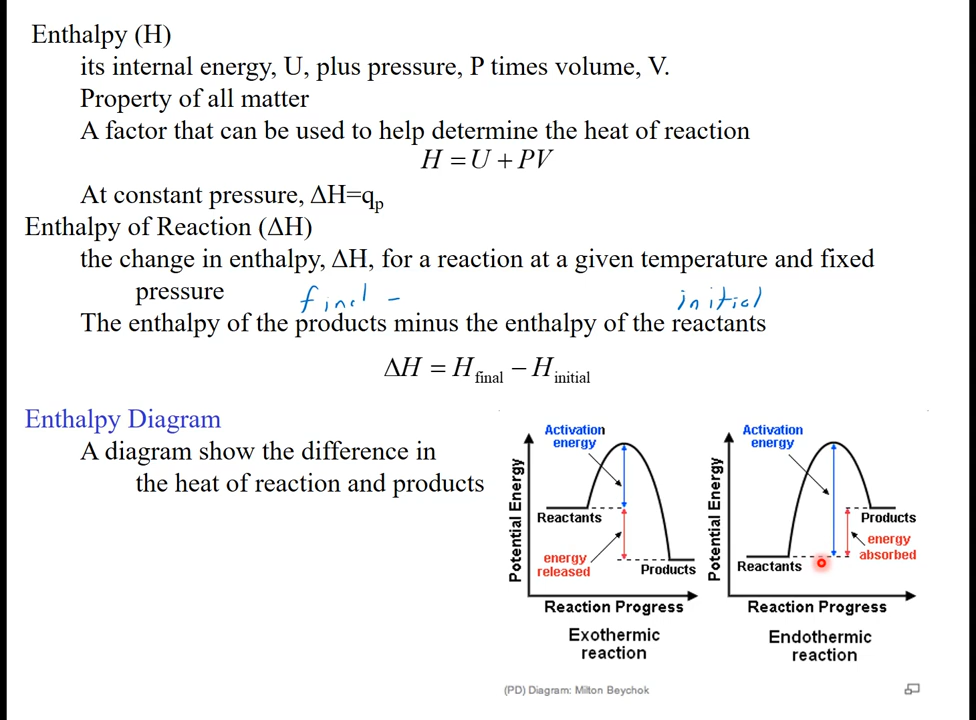 Enthalpy (H)
its internal energy, U, plus pressure, P times volume, V.
Property of all matter
A factor that can be used to help determine the heat of reaction
H = U + PV
At constant pressure, ΔH=qₚ
Enthalpy of Reaction (ΔH)
the change in enthalpy, ΔH, for a reaction at a given temperature and fixed
pressure
final - initial
The enthalpy of the products minus the enthalpy of the reactants
ΔH = H final − H initial
Enthalpy Diagram
A diagram show the difference in
the heat of reaction and products
Activation
energy
Potential Energy
Reactants
energy
released
Products
Reaction Progress
Exothermic
reaction
Activation
energy
Potential Energy
Products
energy
absorbed
Reactants
Reaction Progress
Endothermic
reaction
(PD) Diagram: Milton Beychok